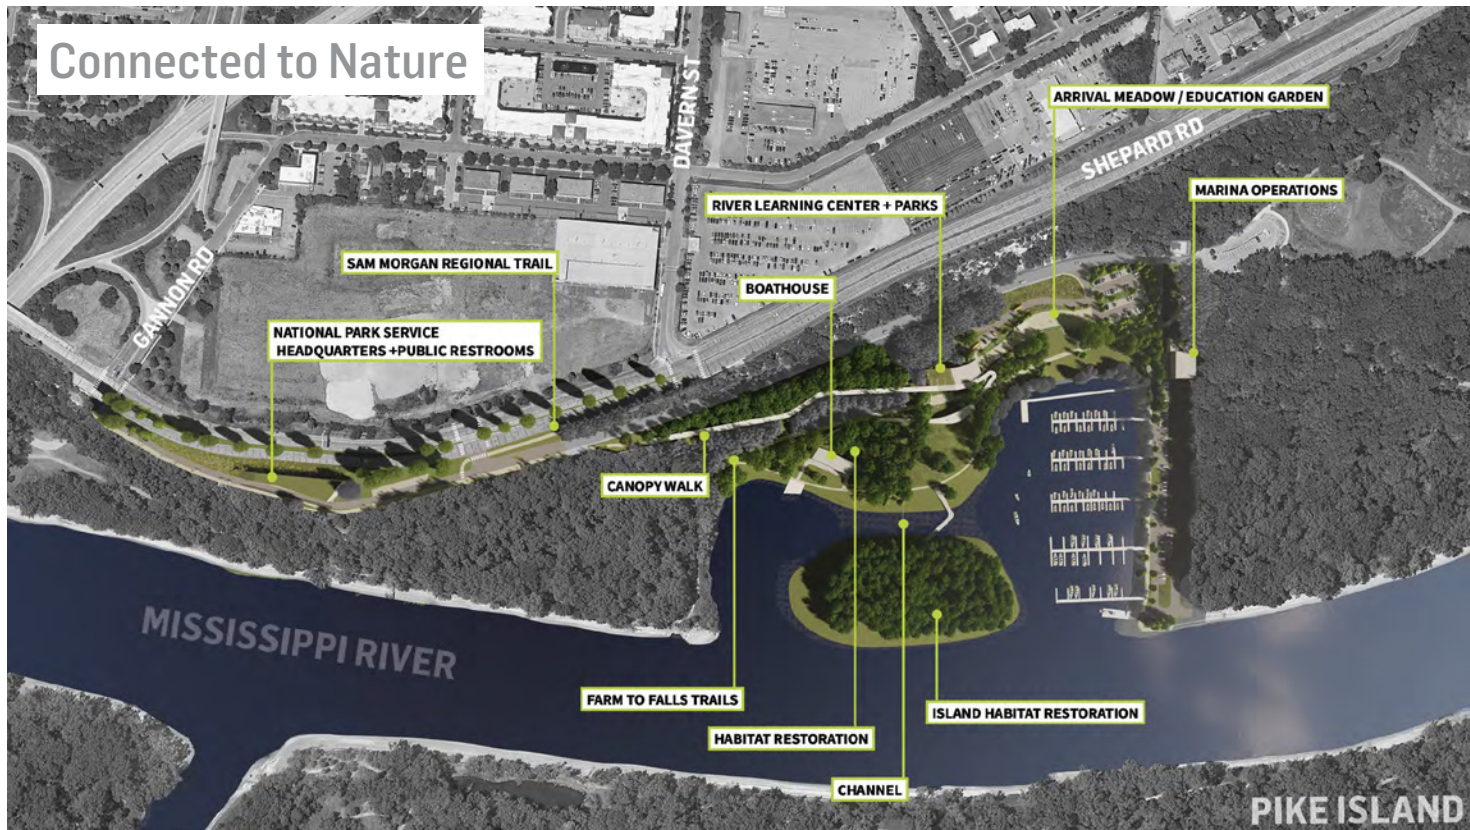 Connected to Nature
DAVERN ST
ARRIVAL MEADOW / EDUCATION GARDEN
SHEPARD RD
MARINA OPERATIONS
RIVER LEARNING CENTER + PARKS
GANNON RD
SAM MORGAN REGIONAL TRAIL
BOATHOUSE
NATIONAL PARK SERVICE
HEADQUARTERS +PUBLIC RESTROOMS
CANOPY WALK
MISSISSIPPI RIVER
FARM TO FALLS TRAILS
HABITAT RESTORATION
ISLAND HABITAT RESTORATION
CHANNEL
PIKE ISLAND